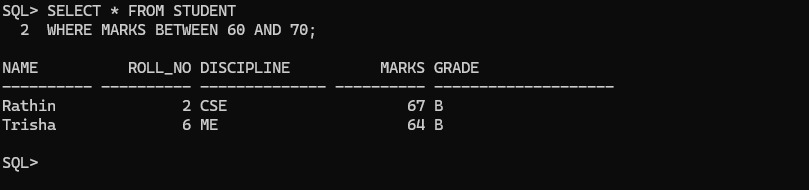 SQL> SELECT * FROM STUDENT
  2  WHERE MARKS BETWEEN 60 AND 70;

NAME          ROLL_NO DISCIPLINE          MARKS GRADE
---------- ---------- -------------- ---------- --------------------
Rathin              2 CSE                    67 B
Trisha              6 ME                     64 B

SQL>